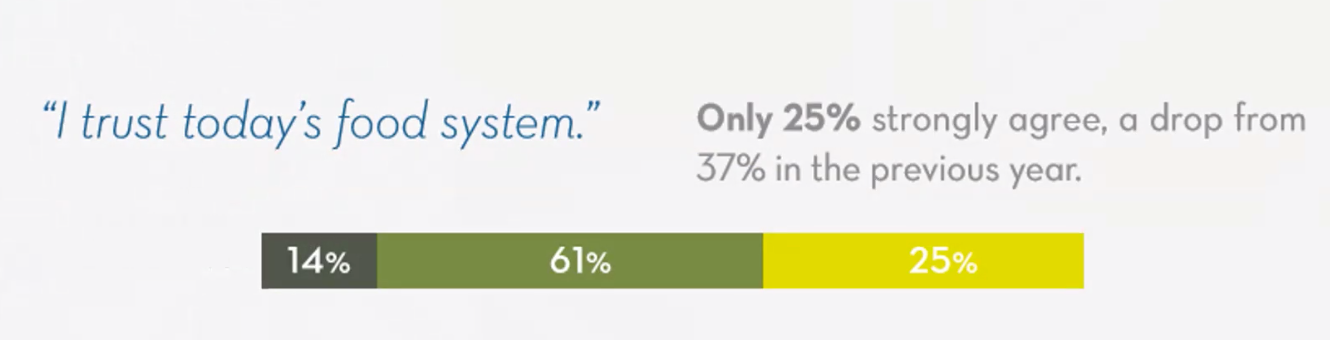 “I trust today’s food system.”
Only 25% strongly agree, a drop from
37% in the previous year.
14% 61% 25%